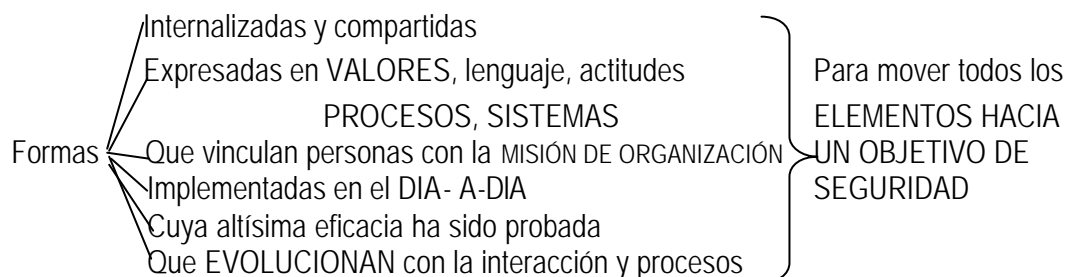 Internalizadas y compartidas
Expresadas en VALORES, lenguaje, actitudes
PROCESOS, SISTEMAS
Formas
Que vinculan personas con la MISIÓN DE ORGANIZACIÓN
Implementadas en el DIA- A-DIA
Cuya altísima eficacia ha sido probada
Que EVOLUCIONAN con la interacción y procesos
Para mover todos los
ELEMENTOS HACIA
UN OBJETIVO DE
SEGURIDAD